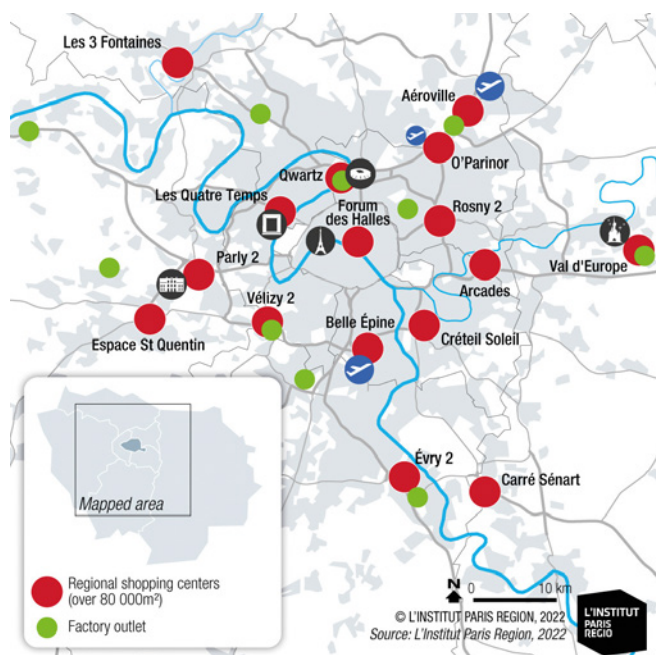 Les 3 Fontaines
Aéroville
O'Parinor
Qwartz
Les Quatre Temps
Forum
des Halles
Rosny 2
Parly 2
Val d'Europe
Arcades
Vélizy 2
Belle Épine
Créteil Soleil
Espace St Quentin
Évry 2
Carré Sénart
Mapped area
Regional shopping centers
(over 80 000m²)
Factory outlet
N
0 10 km
© L'INSTITUT PARIS REGION, 2022
Source: L'Institut Paris Region, 2022
L'INSTITUT
PARIS
REGIO